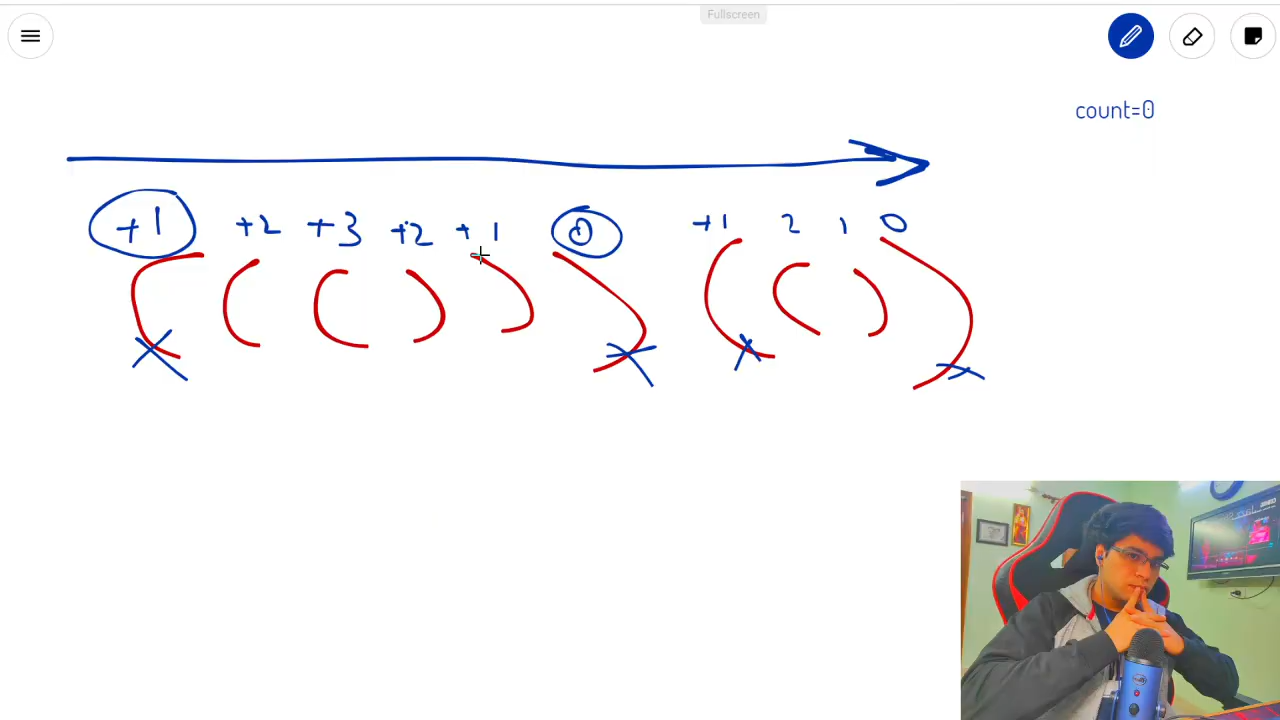 Fullscreen
count=0
+1 +2 +3 +2 +1 0 +1 2 1 0
( ( ( ) ) ) ( ( ) )